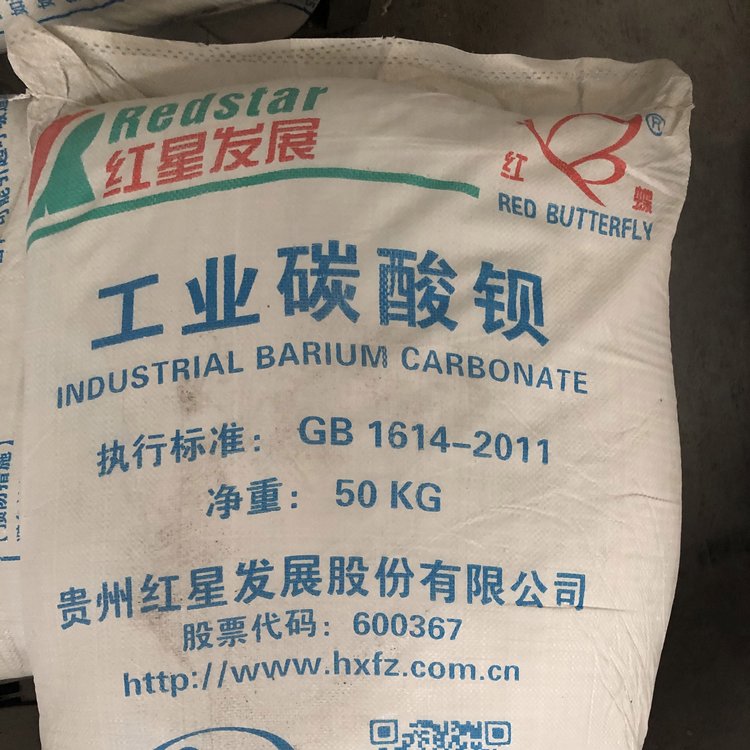 Redstar
红星发展
红蝶®
RED BUTTERFLY
工业碳酸钡
INDUSTRIAL BARIUM CARBONATE
执行标准: GB 1614-2011
净重: 50 KG
贵州红星发展股份有限公司
股票代码: 600367
http://www.hxfz.com.cn